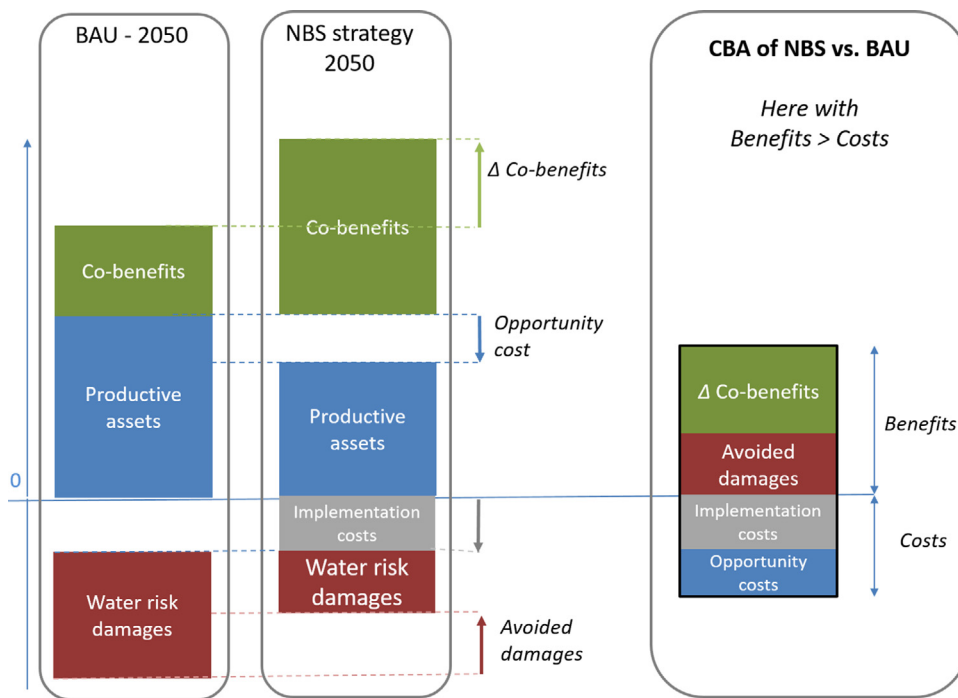 BAU - 2050
NBS strategy
2050
CBA of NBS vs. BAU
Here with
Benefits > Costs
Δ Co-benefits
Co-benefits
Co-benefits
Opportunity
cost
Productive
assets
Productive
assets
Δ Co-benefits
Benefits
Avoided
damages
0
Implementation
costs
Implementation
costs
Costs
Opportunity
costs
Water risk
damages
Water risk
damages
Avoided
damages